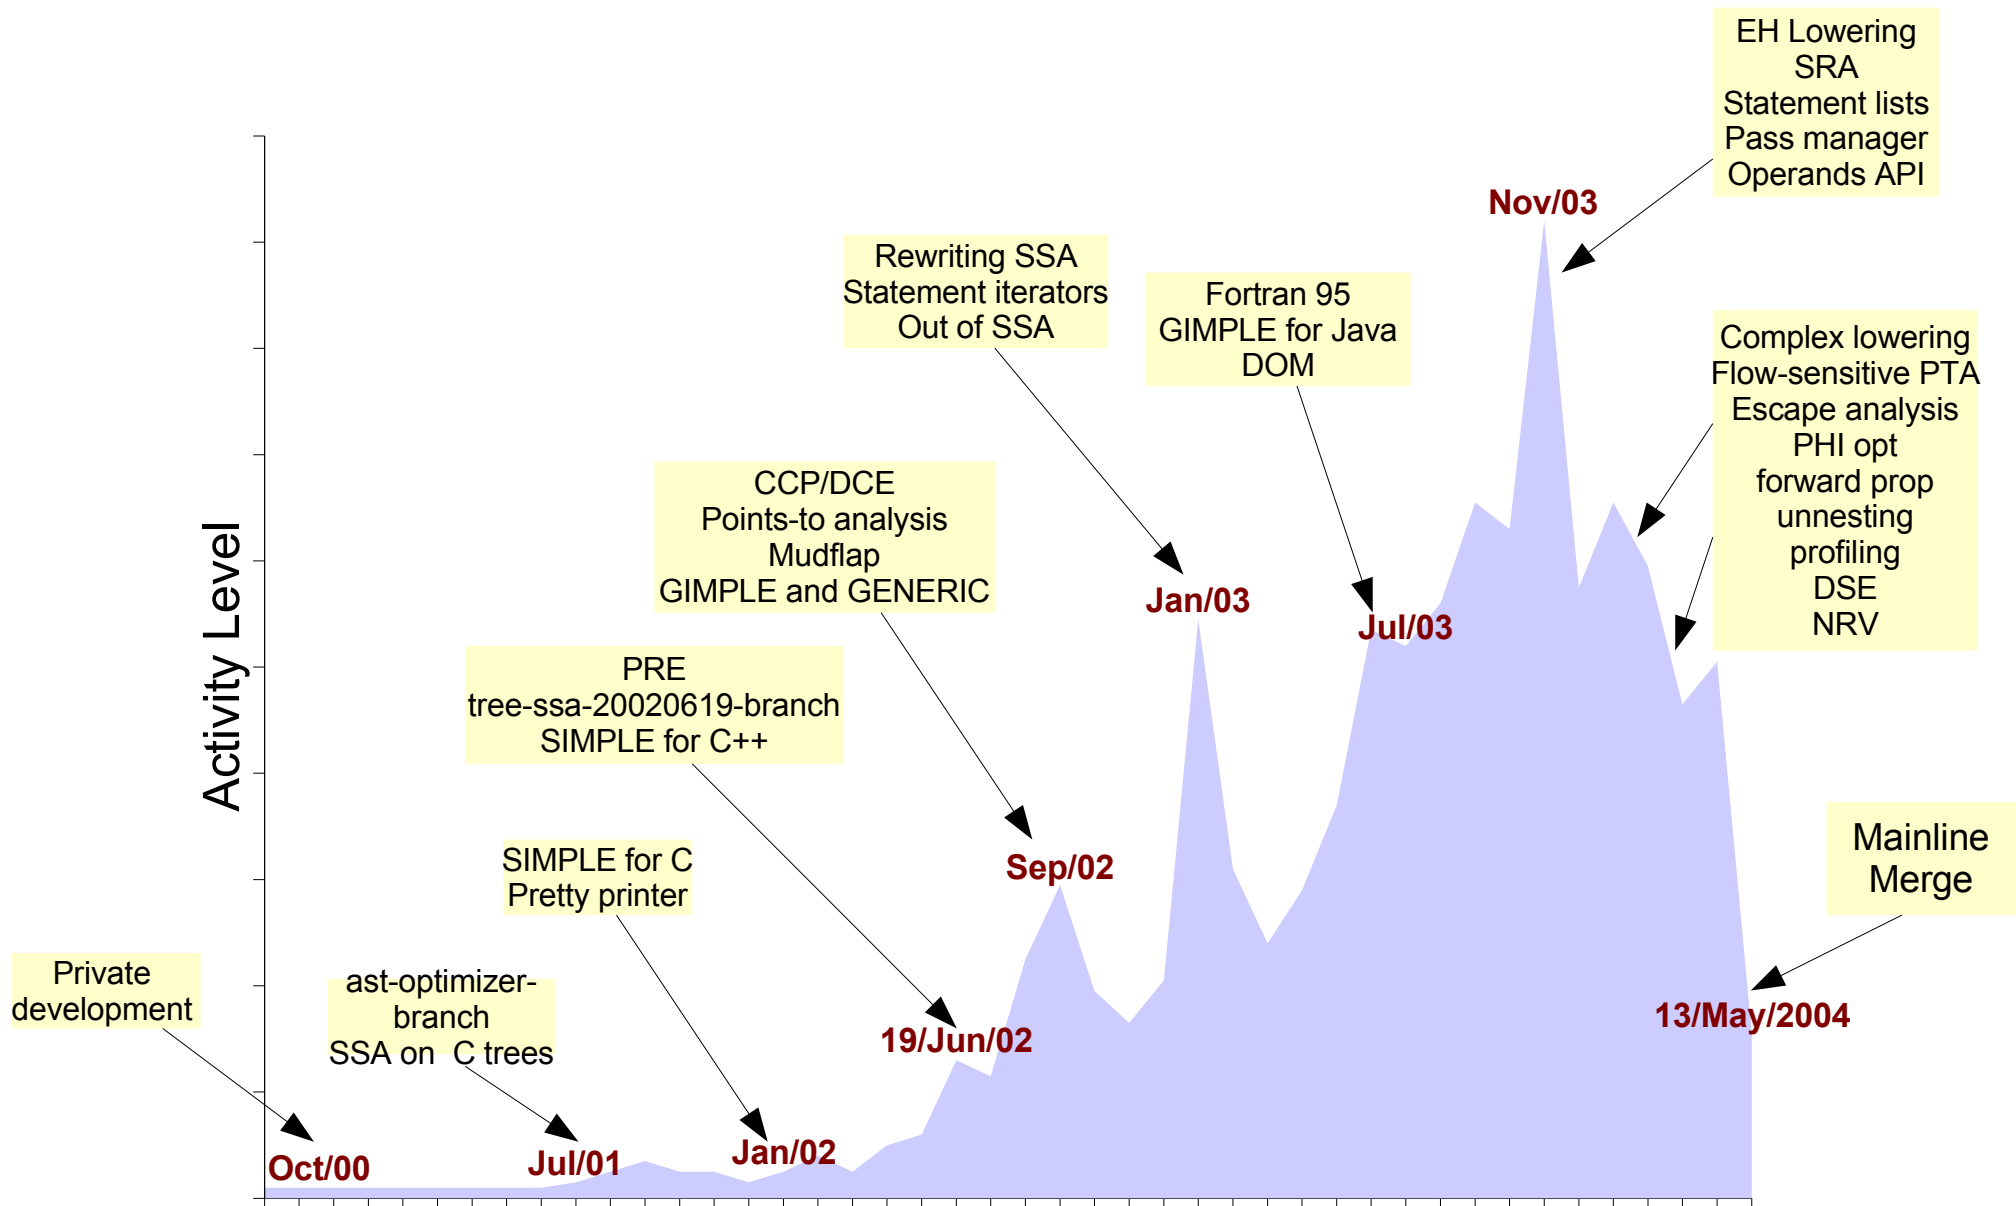 EH Lowering
SRA
Statement lists
Pass manager
Operands API
Nov/03
Rewriting SSA
Statement iterators
Out of SSA
Fortran 95
GIMPLE for Java
DOM
Complex lowering
Flow-sensitive PTA
Escape analysis
PHI opt
forward prop
unnesting
profiling
DSE
NRV
CCP/DCE
Points-to analysis
Mudflap
GIMPLE and GENERIC
Jan/03
Jul/03
Activity Level
PRE
tree-ssa-20020619-branch
SIMPLE for C++
SIMPLE for C
Pretty printer
Sep/02
Mainline
Merge
Private
development
ast-optimizer-
branch
SSA on  C trees
19/Jun/02
13/May/2004
Oct/00
Jul/01
Jan/02